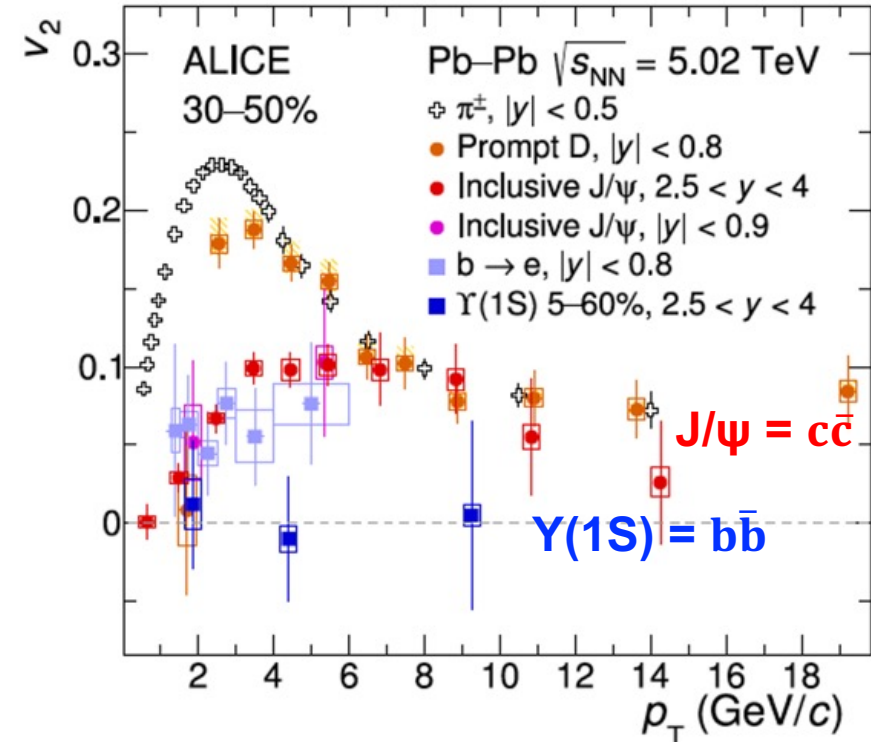 v₂
0.3
0.2
0.1
0
ALICE
30–50%
Pb–Pb √sNN = 5.02 TeV
π±, |y| < 0.5
Prompt D, |y| < 0.8
Inclusive J/ψ, 2.5 < y < 4
Inclusive J/ψ, |y| < 0.9
b → e, |y| < 0.8
ϒ(1S) 5–60%, 2.5 < y < 4
J/ψ = cc̄
Y(1S) = bb̄
2 4 6 8 10 12 14 16 18
pT (GeV/c)